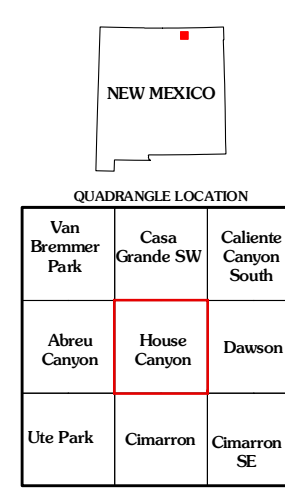 NEW MEXICO
QUADRANGLE LOCATION
Van
Bremmer
Park
Casa
Grande SW
Caliente
Canyon
South
Abreu
Canyon
House
Canyon
Dawson
Ute Park
Cimarron
Cimarron
SE